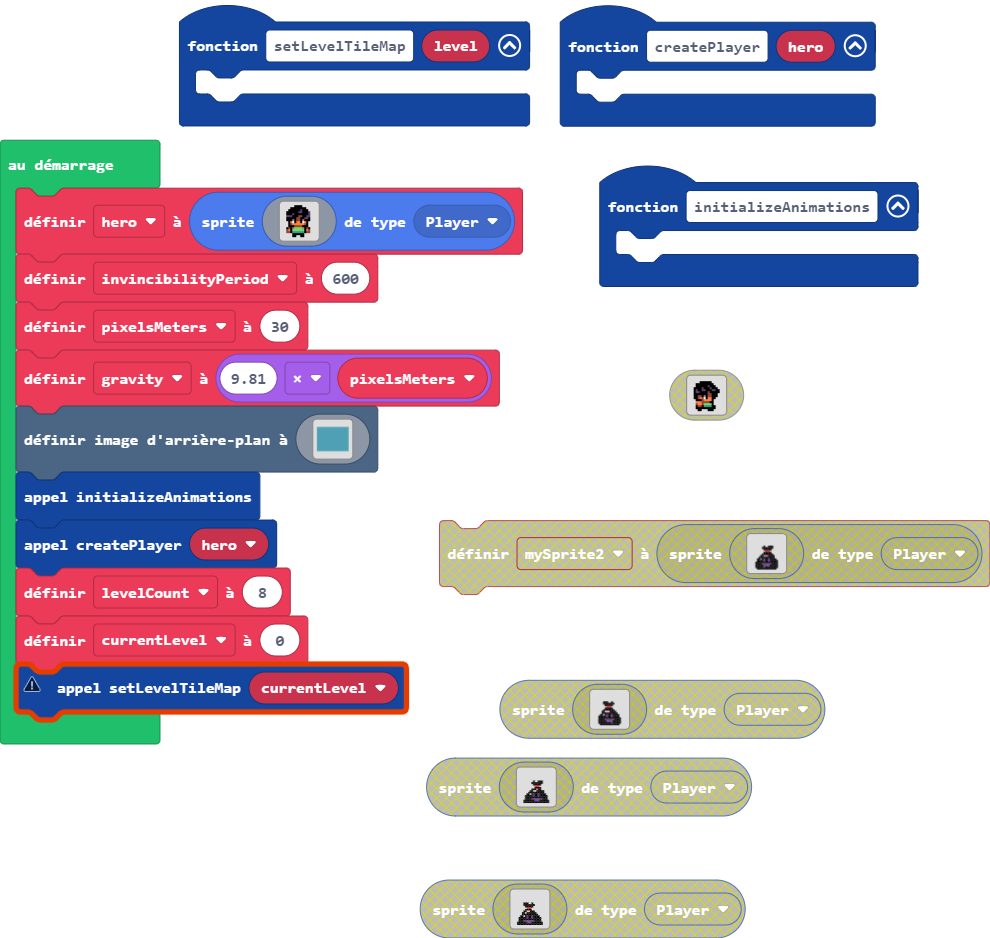 fonction setLevelTileMap level
fonction createPlayer hero
au démarrage
définir hero à sprite de type Player
fonction initializeAnimations
définir invincibilityPeriod à 600
définir pixelsMeters à 30
définir gravity à 9.81 × pixelsMeters
définir image d'arrière-plan à
appel initializeAnimations
appel createPlayer hero
définir mySprite2 à sprite de type Player
définir levelCount à 8
définir currentLevel à 0
appel setLevelTileMap currentLevel
sprite de type Player
sprite de type Player
sprite de type Player